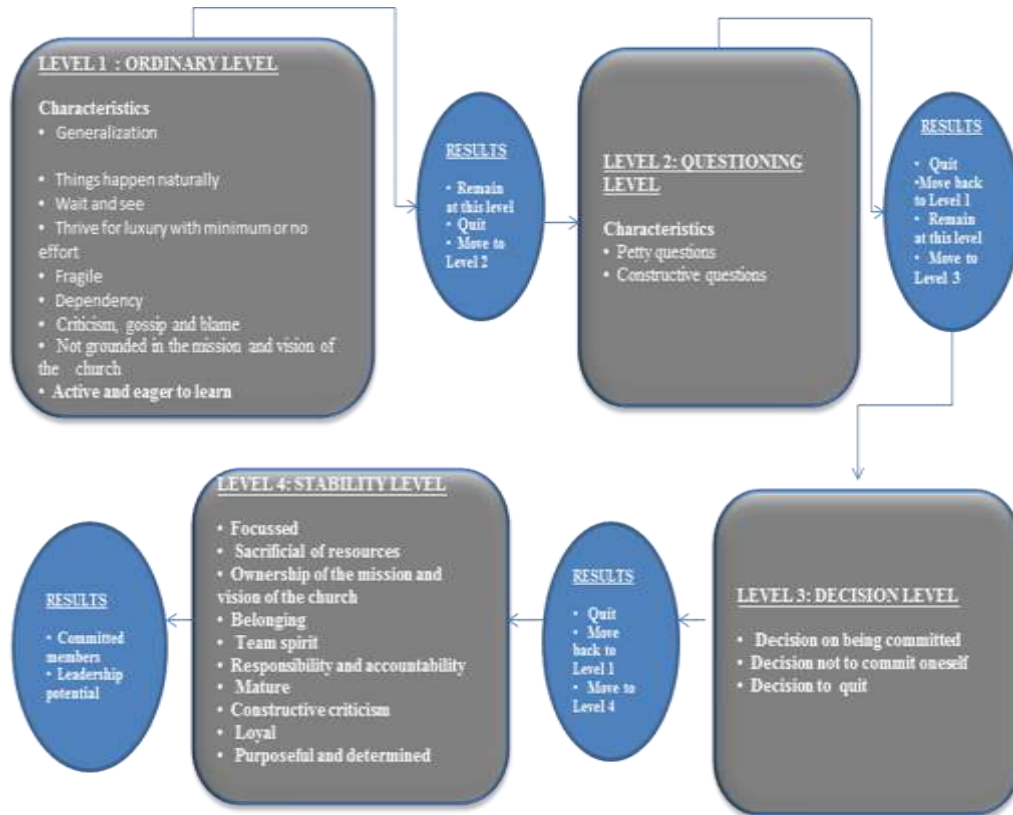 LEVEL 1 : ORDINARY LEVEL
Characteristics
• Generalization
• Things happen naturally
• Wait and see
• Thrive for luxury with minimum or no
effort
• Fragile
• Dependency
• Criticism, gossip and blame
• Not grounded in the mission and vision of
the church
• Active and eager to learn
RESULTS
• Remain
at this level
• Quit
• Move to
Level 2
LEVEL 2: QUESTIONING
LEVEL
Characteristics
• Petty questions
• Constructive questions
RESULTS
• Quit
•Move back
to Level 1
• Remain
at this level
• Move to
Level 3
LEVEL 3: DECISION LEVEL
• Decision on being committed
• Decision not to commit oneself
• Decision to quit
RESULTS
• Quit
• Move
back to
Level 1
• Move to
Level 4
LEVEL 4: STABILITY LEVEL
• Focussed
• Sacrificial of resources
• Ownership of the mission and
vision of the church
• Belonging
• Team spirit
• Responsibility and accountability
• Mature
• Constructive criticism
• Loyal
• Purposeful and determined
RESULTS
• Committed
members
• Leadership
potential